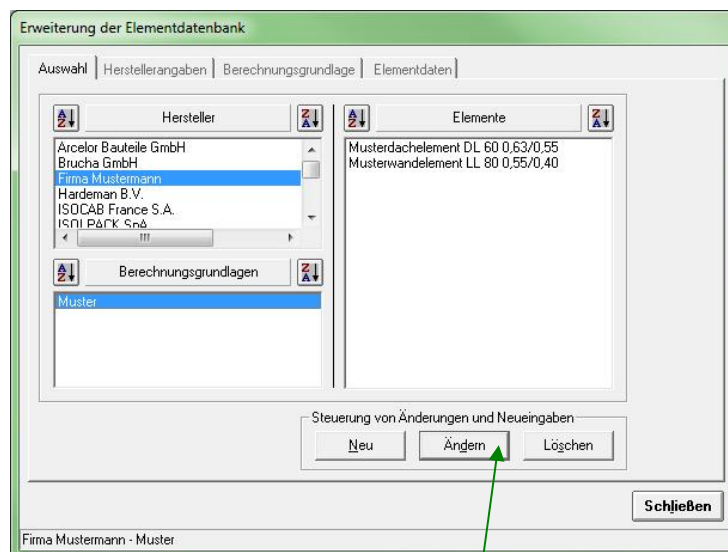 Erweiterung der Elementdatenbank
Auswahl Herstellerangaben Berechnungsgrundlage Elementdaten
Hersteller
Arcelor Bauteile GmbH
Brucha GmbH
Firma Mustermann
Hardeman B.V.
ISOCAB France S.A.
ISOLPACK SpA
Berechnungsgrundlagen
Muster
Elemente
Musterdachelement DL 60 0,63/0,55
Musterwandelement LL 80 0,55/0,40
Steuerung von Änderungen und Neueingaben
Neu Ändern Löschen
Schließen
Firma Mustermann - Muster